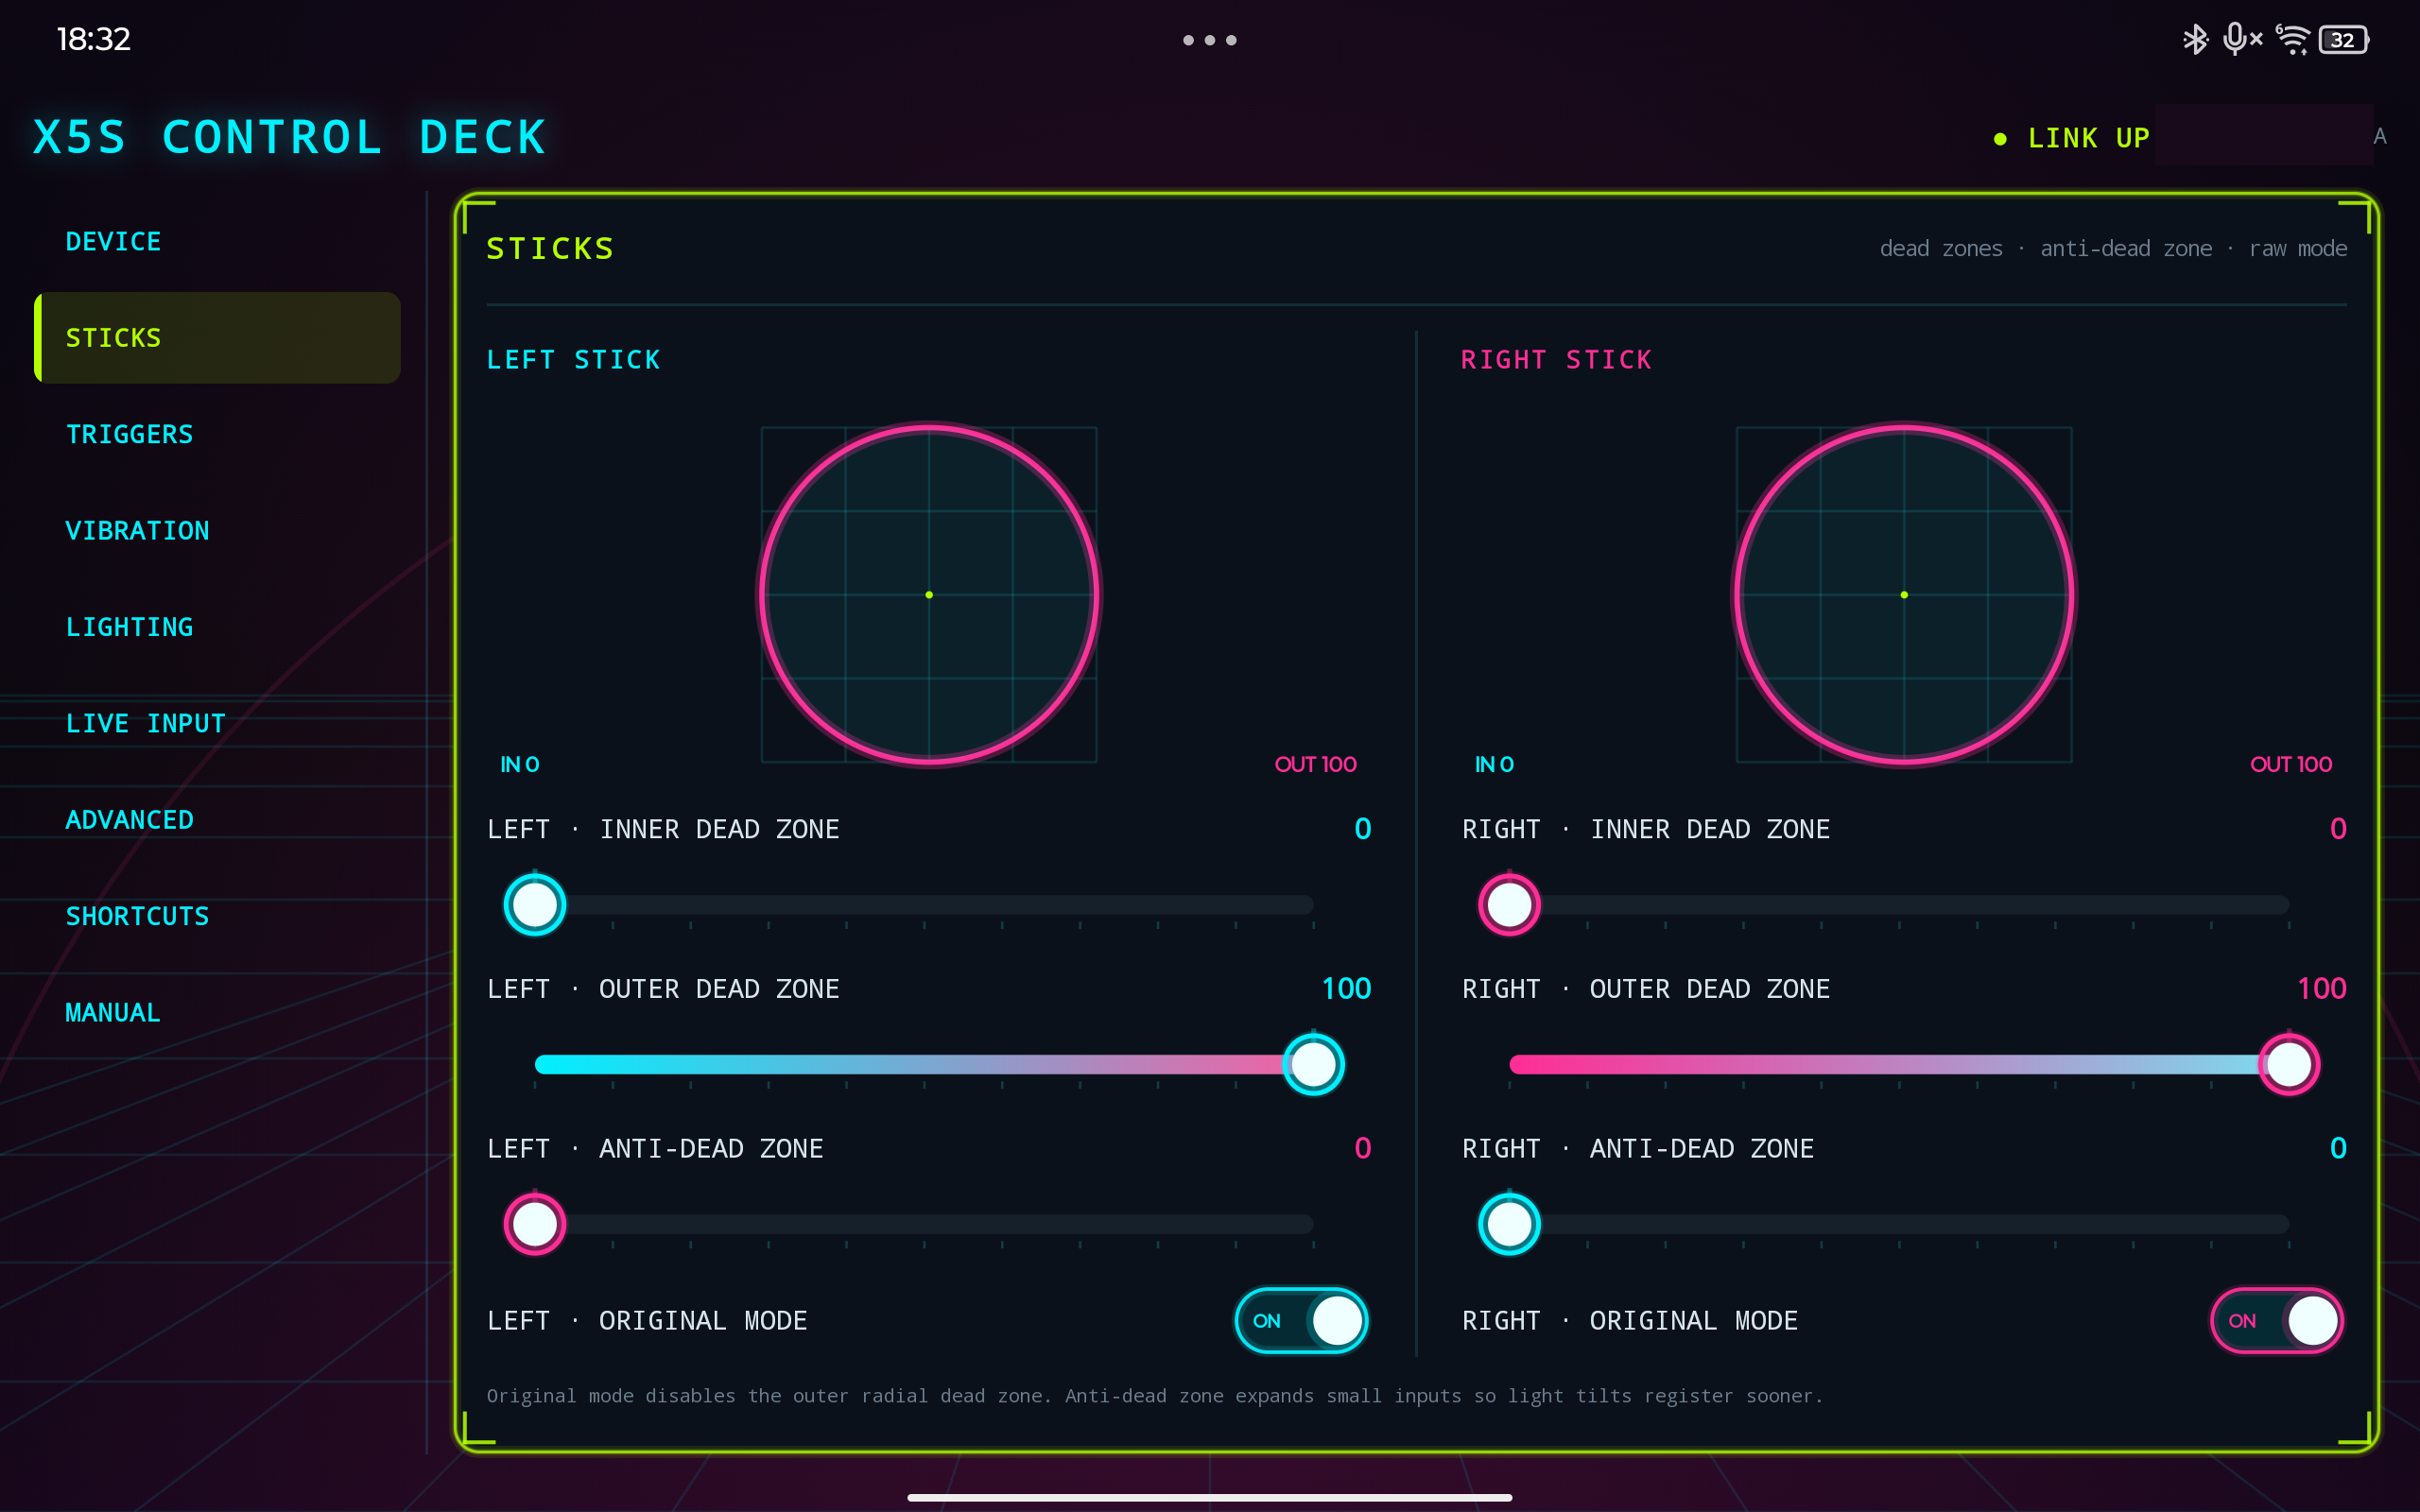 18:32
6
32
X5S CONTROL DECK
LINK UP
A
DEVICE
STICKS
TRIGGERS
VIBRATION
LIGHTING
LIVE INPUT
ADVANCED
SHORTCUTS
MANUAL
STICKS
dead zones · anti-dead zone · raw mode
LEFT STICK
IN 0
OUT 100
LEFT · INNER DEAD ZONE
0
LEFT · OUTER DEAD ZONE
100
LEFT · ANTI-DEAD ZONE
0
LEFT · ORIGINAL MODE
ON
RIGHT STICK
IN 0
OUT 100
RIGHT · INNER DEAD ZONE
0
RIGHT · OUTER DEAD ZONE
100
RIGHT · ANTI-DEAD ZONE
0
RIGHT · ORIGINAL MODE
ON
Original mode disables the outer radial dead zone. Anti-dead zone expands small inputs so light tilts register sooner.